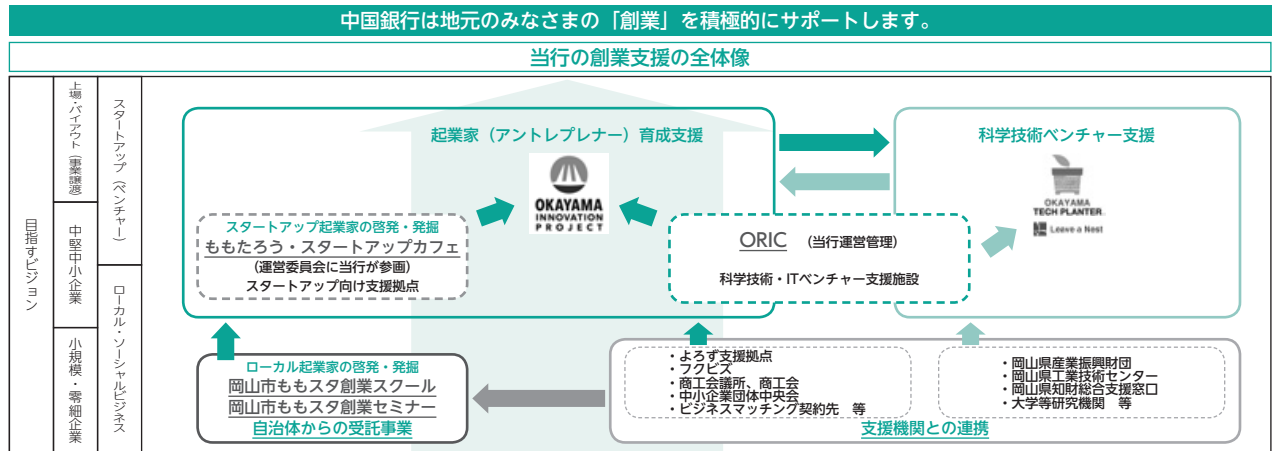 中国銀行は地元のみなさまの「創業」を積極的にサポートします。
当行の創業支援の全体像
目指すビジョン
上場・バイアウト（事業譲渡）
中堅中小企業
小規模・零細企業
スタートアップ（ベンチャー）
ローカル・ソーシャルビジネス
起業家（アントレプレナー）育成支援
OKAYAMA
INNOVATION
PROJECT
スタートアップ起業家の啓発・発掘
ももたろう・スタートアップカフェ
(運営委員会に当行が参画)
スタートアップ向け支援拠点
ORIC （当行運営管理）
科学技術・ITベンチャー支援施設
科学技術ベンチャー支援
OKAYAMA
TECH PLANTER.
Leave a Nest
ローカル起業家の啓発・発掘
岡山市ももスタ創業スクール
岡山市ももスタ創業セミナー
自治体からの受託事業
・よろず支援拠点
・フクビズ
・商工会議所、商工会
・中小企業団体中央会
・ビジネスマッチング契約先　等
・岡山県産業振興財団
・岡山県工業技術センター
・岡山県知財総合支援窓口
・大学等研究機関　等
支援機関との連携